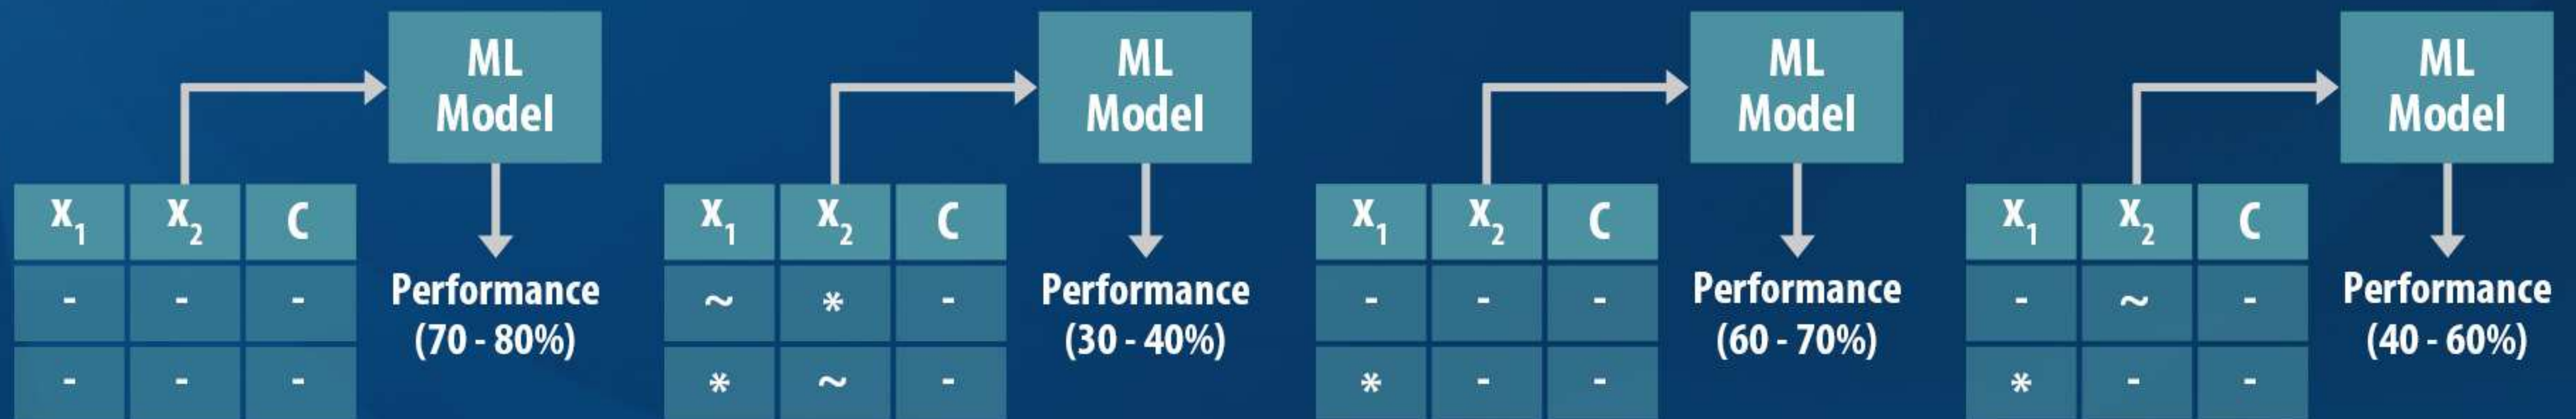 ML
Model
x₁ x₂ C
- - -
- - -
Performance
(70 - 80%)
ML
Model
x₁ x₂ C
~ * -
* ~ -
Performance
(30 - 40%)
ML
Model
x₁ x₂ C
- - -
* - -
Performance
(60 - 70%)
ML
Model
x₁ x₂ C
- ~ -
* - -
Performance
(40 - 60%)